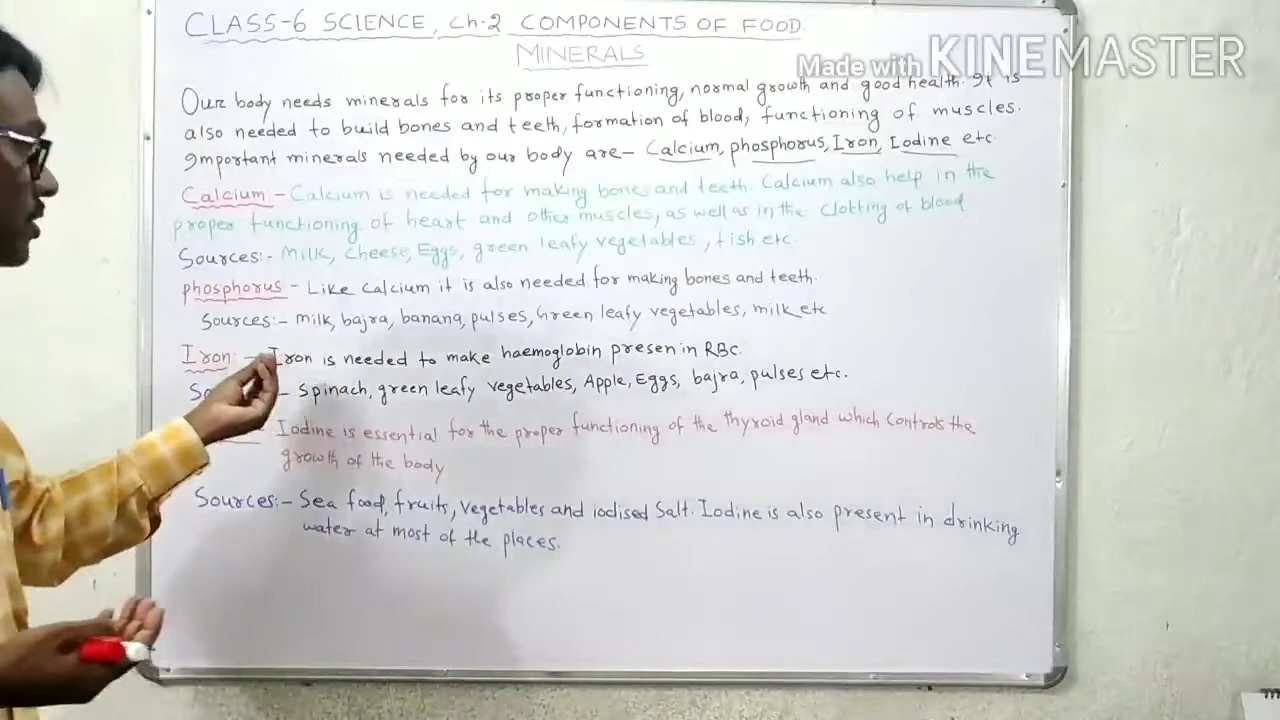 CLASS-6 SCIENCE, Ch-2 COMPONENTS OF FOOD.
MINERALS
Made with KINEMASTER
Our body needs minerals for its proper functioning, normal growth and good health. It is
also needed to build bones and teeth, formation of blood, functioning of muscles.
Important minerals needed by our body are- Calcium, phosphorus, Iron, Iodine etc.
Calcium:- Calcium is needed for making bones and teeth. Calcium also help in the
proper functioning of heart and other muscles, as well as in the clotting of blood
Sources:- Milk, Cheese, Eggs, green leafy vegetables, fish etc.
phosphorus - Like Calcium it is also needed for making bones and teeth.
Sources:- milk, bajra, banana, pulses, Green leafy vegetables, milk etc
Iron:- Iron is needed to make haemoglobin presen in RBC.
- Spinach, green leafy vegetables, Apple, Eggs, bajra, pulses etc.
Iodine is essential for the proper functioning of the thyroid gland which controls the
growth of the body
Sources:- Sea food, fruits, vegetables and iodised Salt. Iodine is also present in drinking
water at most of the places.